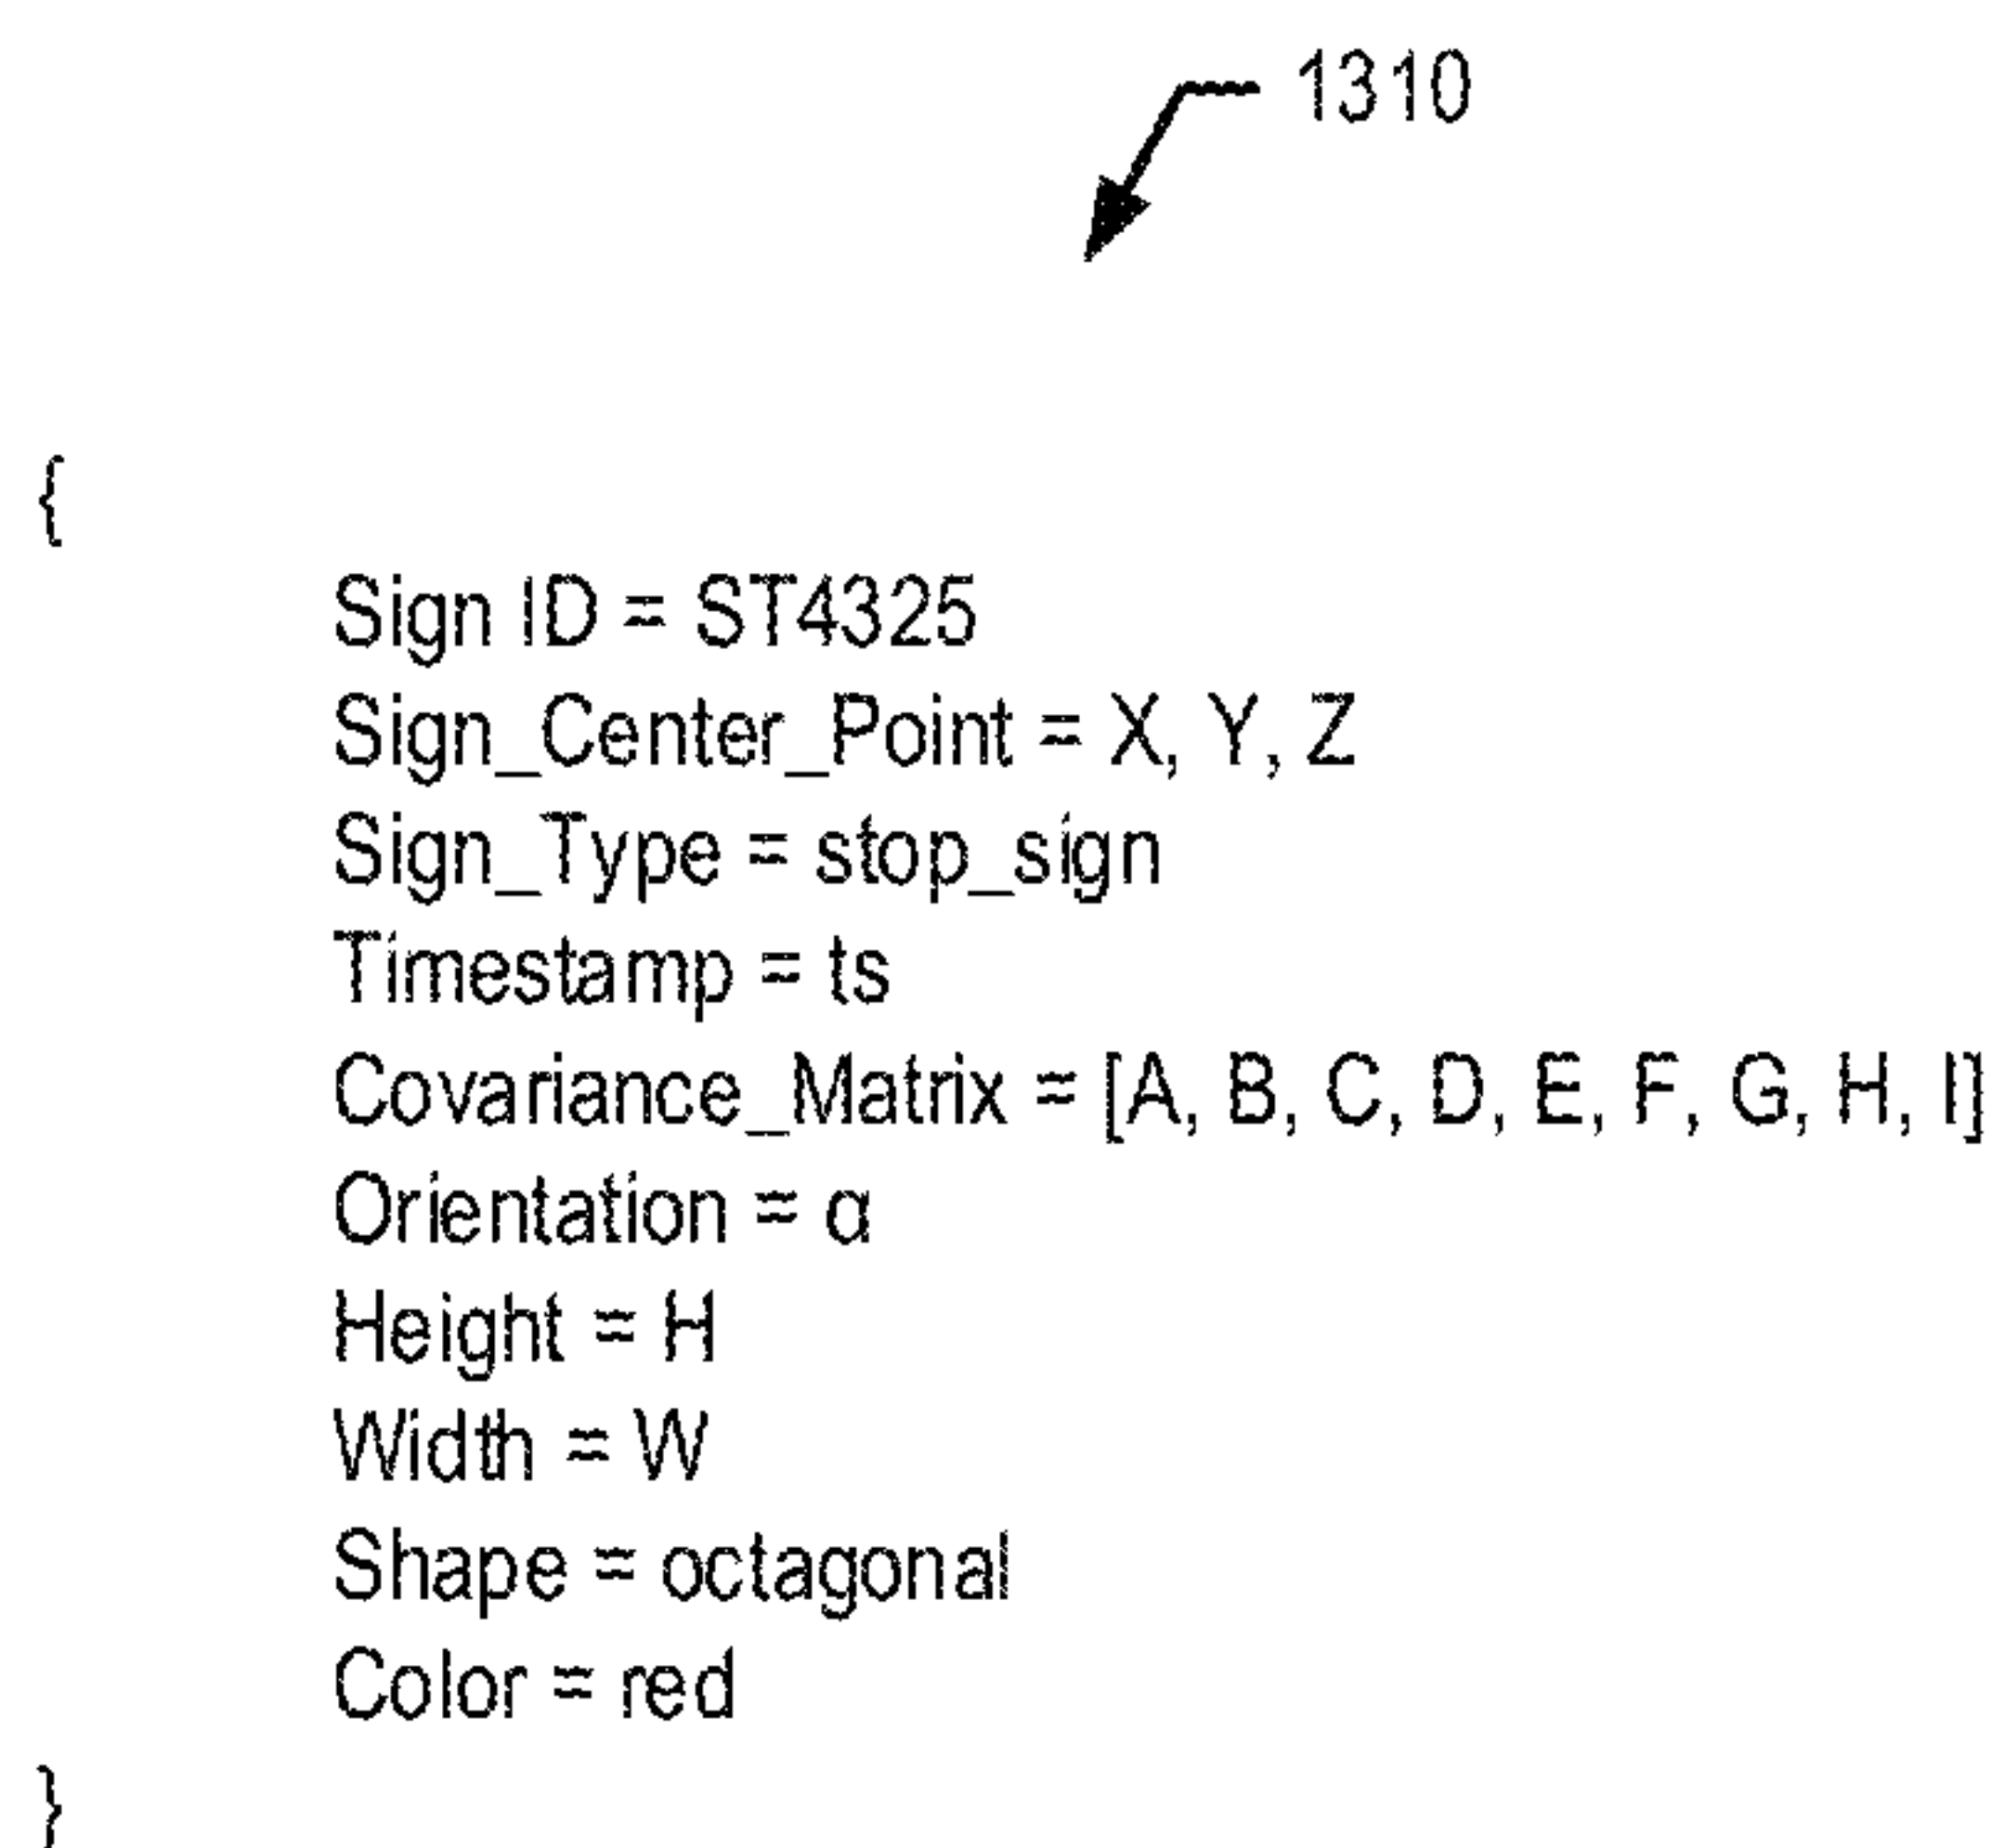 1310
{
Sign ID = ST4325
Sign_Center_Point = X, Y, Z
Sign_Type = stop_sign
Timestamp = ts
Covariance_Matrix = [A, B, C, D, E, F, G, H, I]
Orientation = α
Height = H
Width = W
Shape = octagonal
Color = red
}